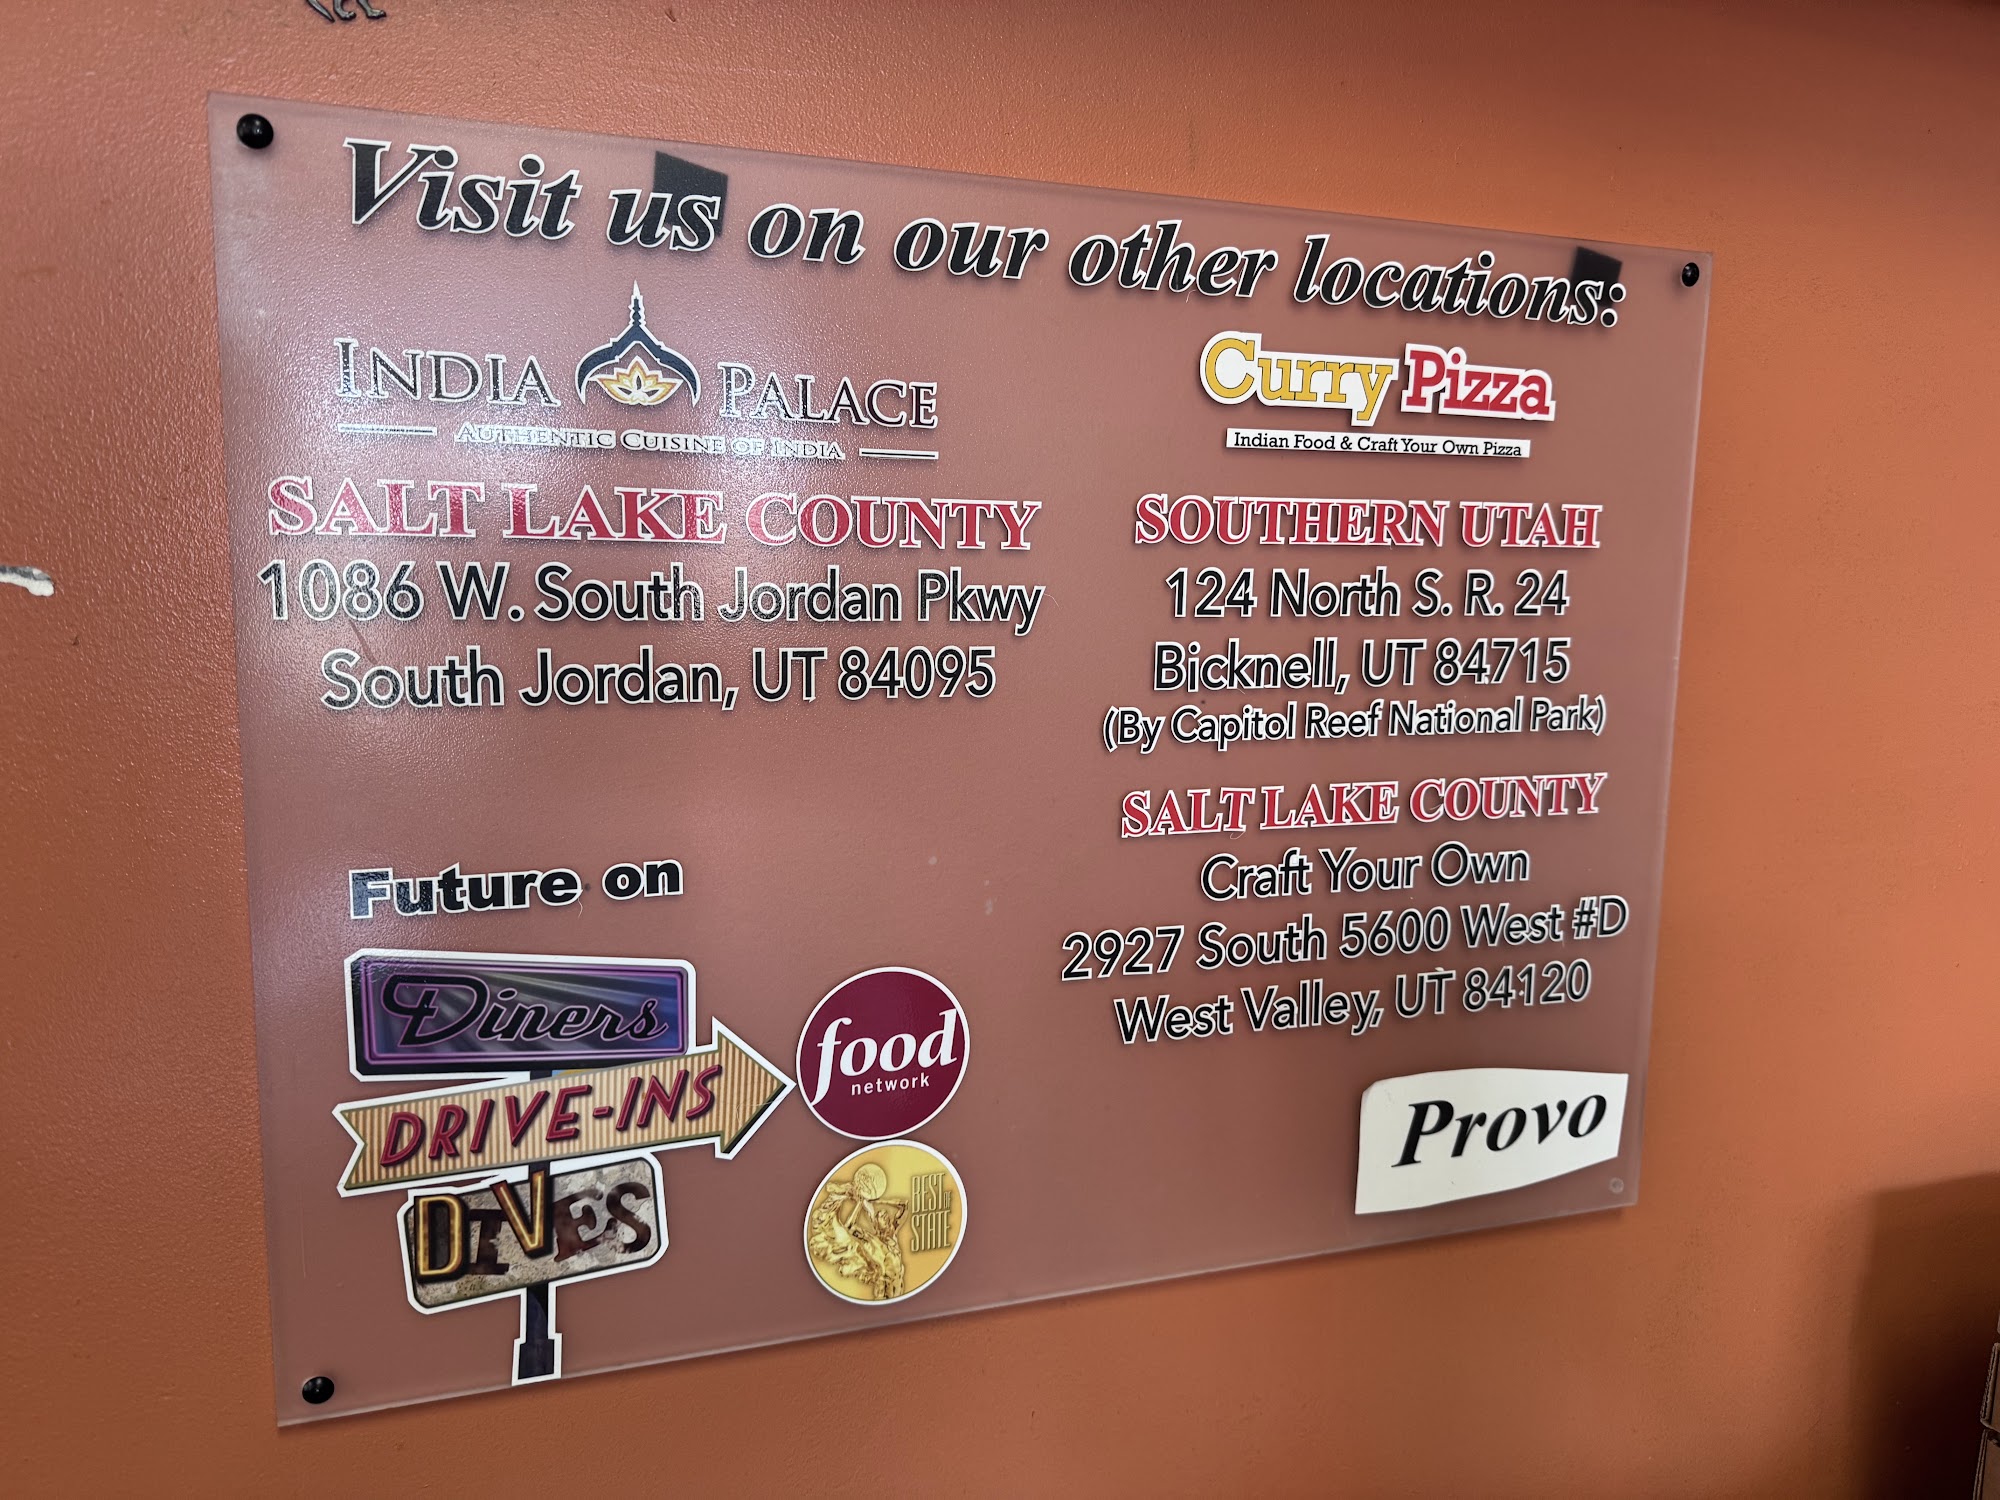 Visit us on our other locations:
INDIA PALACE
AUTHENTIC CUISINE OF INDIA
SALT LAKE COUNTY
1086 W. South Jordan Pkwy
South Jordan, UT 84095
Curry Pizza
Indian Food & Craft Your Own Pizza
SOUTHERN UTAH
124 North S. R. 24
Bicknell, UT 84715
(By Capitol Reef National Park)
SALT LAKE COUNTY
Craft Your Own
2927 South 5600 West #D
West Valley, UT 84120
Provo
Future on
Diners
DRIVE-INS
DIVES
food
network
BEST OF
STATE